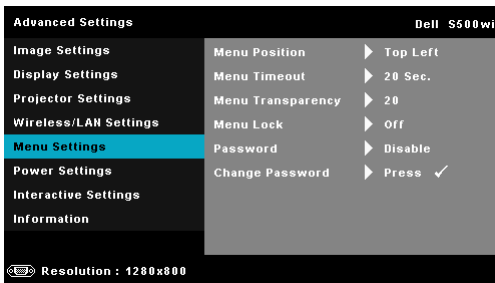 Advanced Settings Dell S500wi
Image Settings
Display Settings
Projector Settings
Wireless/LAN Settings
Menu Settings
Power Settings
Interactive Settings
Information
Menu Position Top Left
Menu Timeout 20 Sec.
Menu Transparency 20
Menu Lock Off
Password Disable
Change Password Press ✓
Resolution : 1280x800